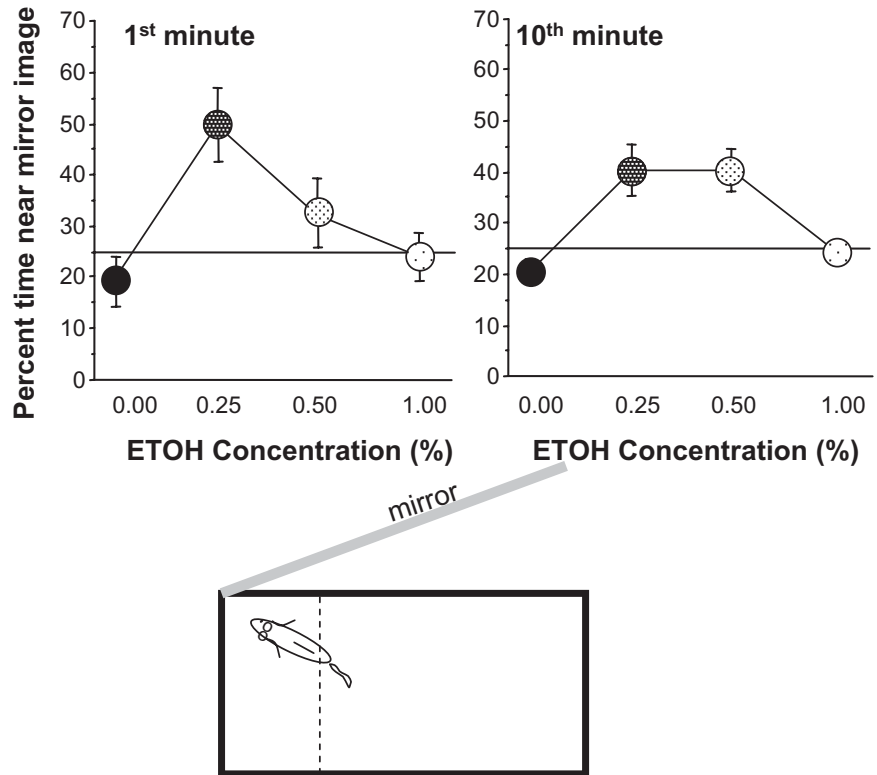 Percent time near mirror image
1st minute
70
60
50
40
30
20
10
0
0.00 0.25 0.50 1.00
ETOH Concentration (%)
10th minute
70
60
50
40
30
20
10
0
0.00 0.25 0.50 1.00
ETOH Concentration (%)
mirror